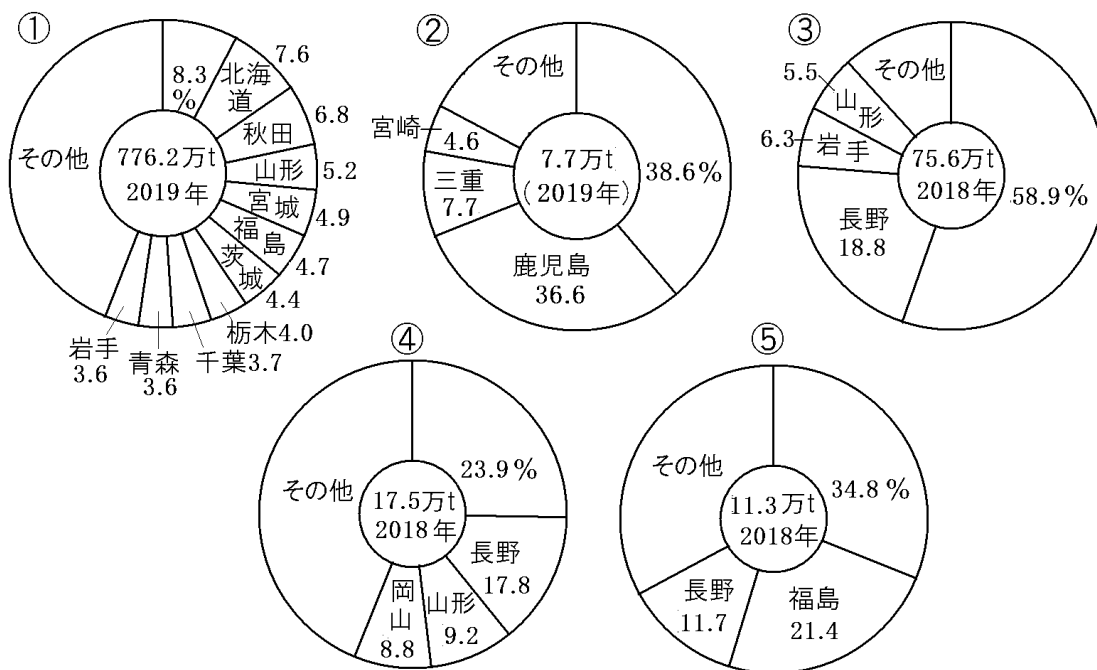 ①
8.3
%
北海
道
7.6
秋田
6.8
山形
5.2
宮城
4.9
福島
4.7
茨城
4.4
栃木4.0
千葉3.7
青森
3.6
岩手
3.6
その他
776.2万t
2019年
②
その他
宮崎
4.6
三重
7.7
鹿児島
36.6
38.6%
7.7万t
(2019年)
③
その他
5.5
山形
6.3
岩手
長野
18.8
58.9%
75.6万t
2018年
④
23.9%
その他
17.5万t
2018年
長野
17.8
山形
9.2
岡山
8.8
⑤
その他
34.8%
11.3万t
2018年
長野
11.7
福島
21.4